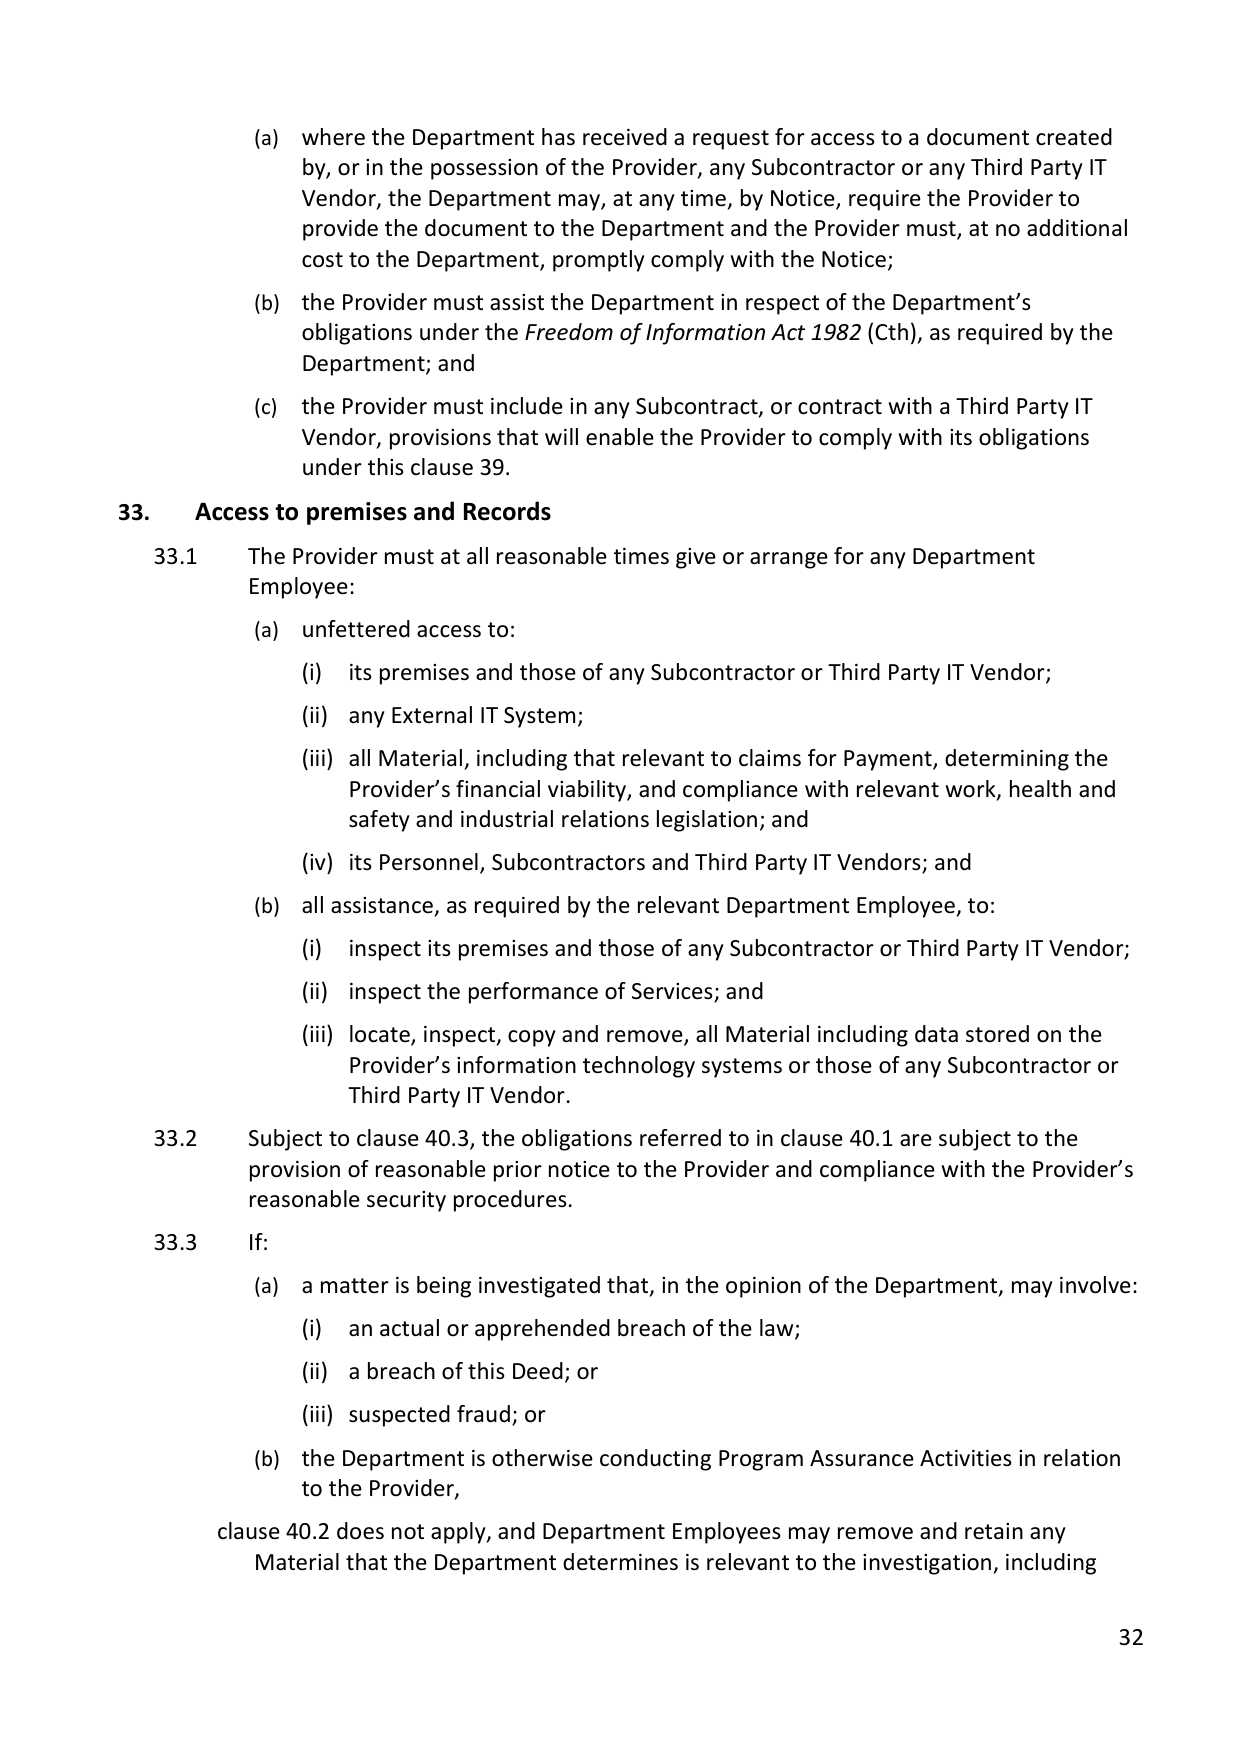 (a) where the Department has received a request for access to a document created
by, or in the possession of the Provider, any Subcontractor or any Third Party IT
Vendor, the Department may, at any time, by Notice, require the Provider to
provide the document to the Department and the Provider must, at no additional
cost to the Department, promptly comply with the Notice;
(b) the Provider must assist the Department in respect of the Department’s
obligations under the Freedom of Information Act 1982 (Cth), as required by the
Department; and
(c) the Provider must include in any Subcontract, or contract with a Third Party IT
Vendor, provisions that will enable the Provider to comply with its obligations
under this clause 39.
33. Access to premises and Records
33.1 The Provider must at all reasonable times give or arrange for any Department
Employee:
(a) unfettered access to:
(i) its premises and those of any Subcontractor or Third Party IT Vendor;
(ii) any External IT System;
(iii) all Material, including that relevant to claims for Payment, determining the
Provider’s financial viability, and compliance with relevant work, health and
safety and industrial relations legislation; and
(iv) its Personnel, Subcontractors and Third Party IT Vendors; and
(b) all assistance, as required by the relevant Department Employee, to:
(i) inspect its premises and those of any Subcontractor or Third Party IT Vendor;
(ii) inspect the performance of Services; and
(iii) locate, inspect, copy and remove, all Material including data stored on the
Provider’s information technology systems or those of any Subcontractor or
Third Party IT Vendor.
33.2 Subject to clause 40.3, the obligations referred to in clause 40.1 are subject to the
provision of reasonable prior notice to the Provider and compliance with the Provider’s
reasonable security procedures.
33.3 If:
(a) a matter is being investigated that, in the opinion of the Department, may involve:
(i) an actual or apprehended breach of the law;
(ii) a breach of this Deed; or
(iii) suspected fraud; or
(b) the Department is otherwise conducting Program Assurance Activities in relation
to the Provider,
clause 40.2 does not apply, and Department Employees may remove and retain any
Material that the Department determines is relevant to the investigation, including
32